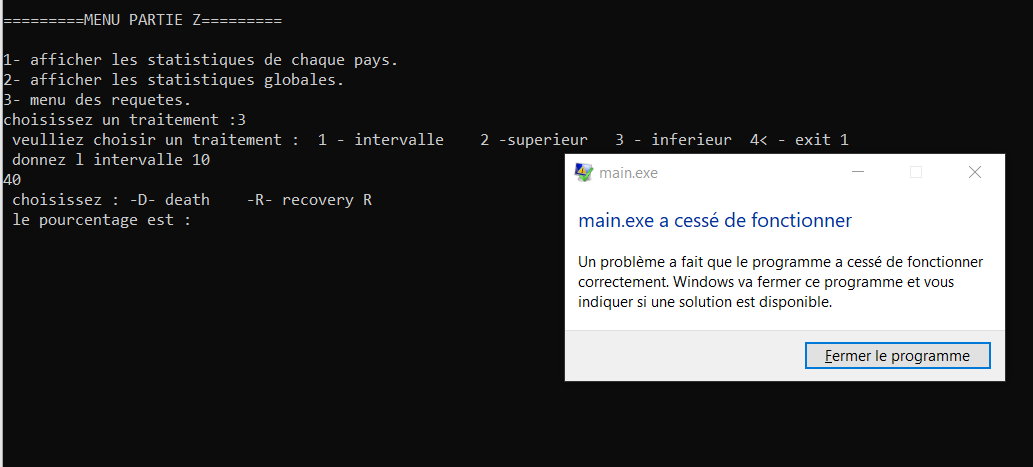 =========MENU PARTIE Z=========
1- afficher les statistiques de chaque pays.
2- afficher les statistiques globales.
3- menu des requetes.
choisissez un traitement :3
veulliez choisir un traitement :  1 - intervalle    2 -superieur   3 - inferieur  4< - exit 1
donnez l intervalle 10
40
choisissez : -D- death    -R- recovery R
le pourcentage est :
main.exe
main.exe a cessé de fonctionner
Un problème a fait que le programme a cessé de fonctionner
correctement. Windows va fermer ce programme et vous
indiquer si une solution est disponible.
Fermer le programme